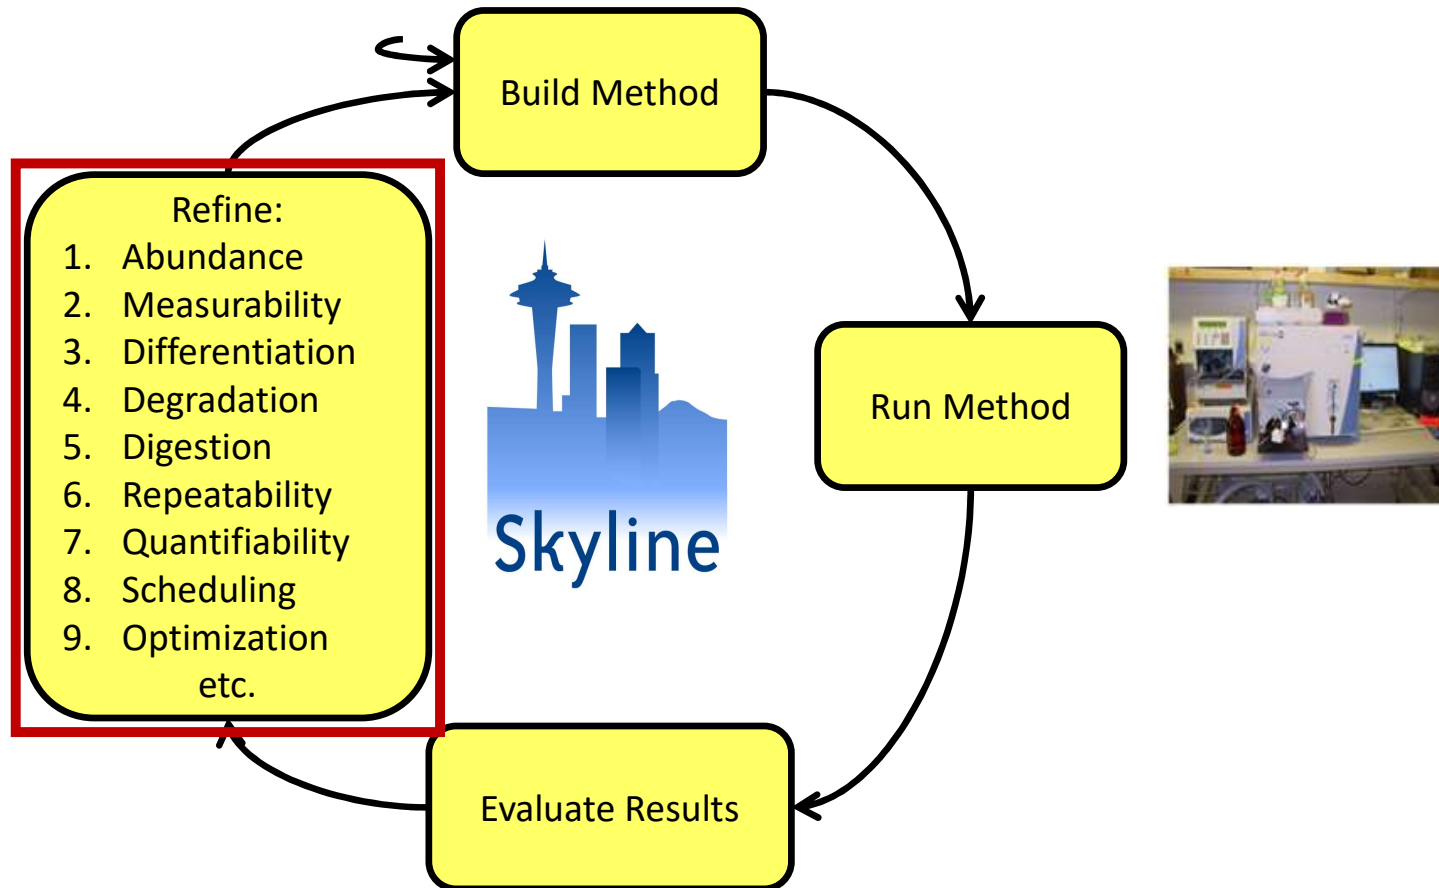 Build Method
Refine:
1. Abundance
2. Measurability
3. Differentiation
4. Degradation
5. Digestion
6. Repeatability
7. Quantifiability
8. Scheduling
9. Optimization
etc.
Skyline
Run Method
Evaluate Results